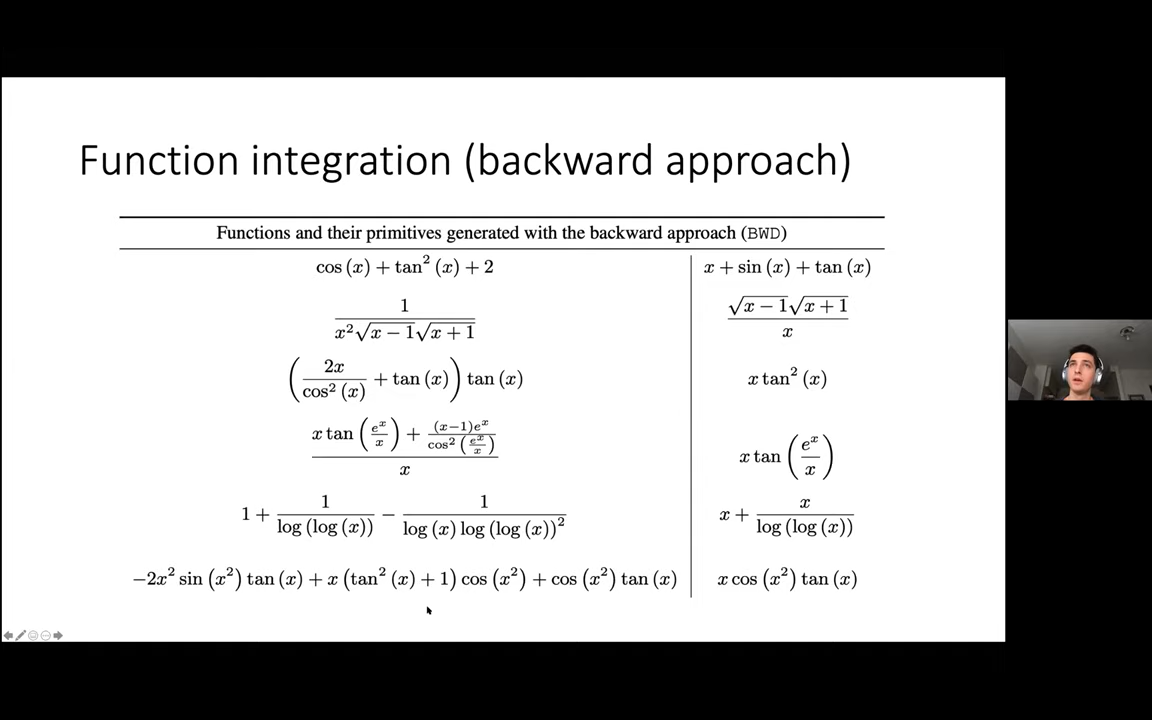 Function integration (backward approach)
Functions and their primitives generated with the backward approach (BWD)
cos (x) + tan² (x) + 2    x + sin (x) + tan (x)
1 / (x²√(x − 1)√(x + 1))    √(x − 1)√(x + 1) / x
(2x / cos² (x) + tan (x)) tan (x)    x tan² (x)
(x tan (eˣ/x) + (x−1)eˣ / cos² (eˣ/x)) / x    x tan (eˣ/x)
1 + 1 / log (log (x)) − 1 / (log (x) log (log (x))²)    x + x / log (log (x))
−2x² sin (x²) tan (x) + x (tan² (x) + 1) cos (x²) + cos (x²) tan (x)    x cos (x²) tan (x)